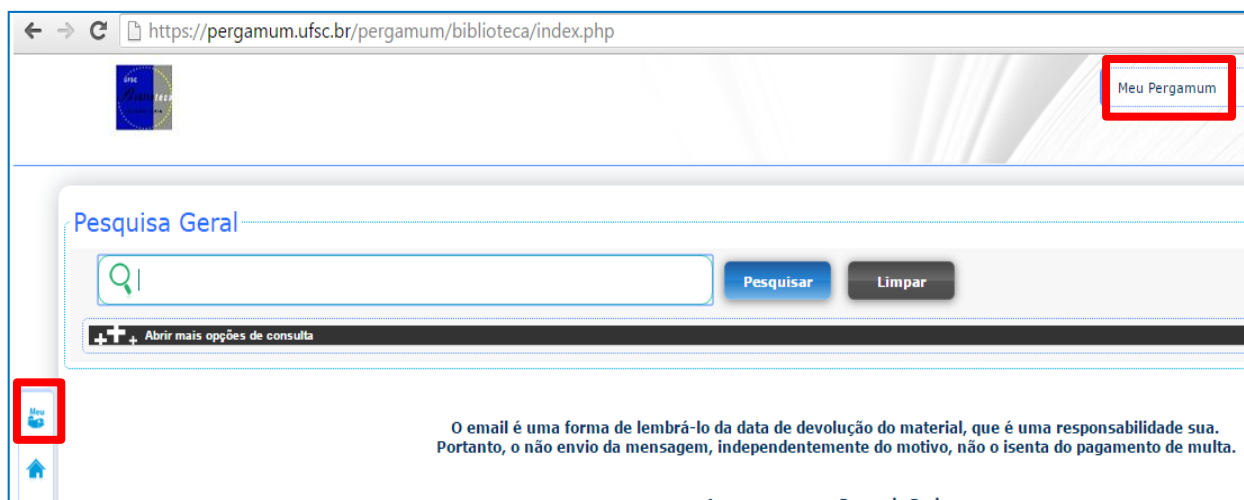 https://pergamum.ufsc.br/pergamum/biblioteca/index.php
Meu Pergamum
Pesquisa Geral
Pesquisar
Limpar
Abrir mais opções de consulta
Meu
O email é uma forma de lembrá-lo da data de devolução do material, que é uma responsabilidade sua.
Portanto, o não envio da mensagem, independentemente do motivo, não o isenta do pagamento de multa.